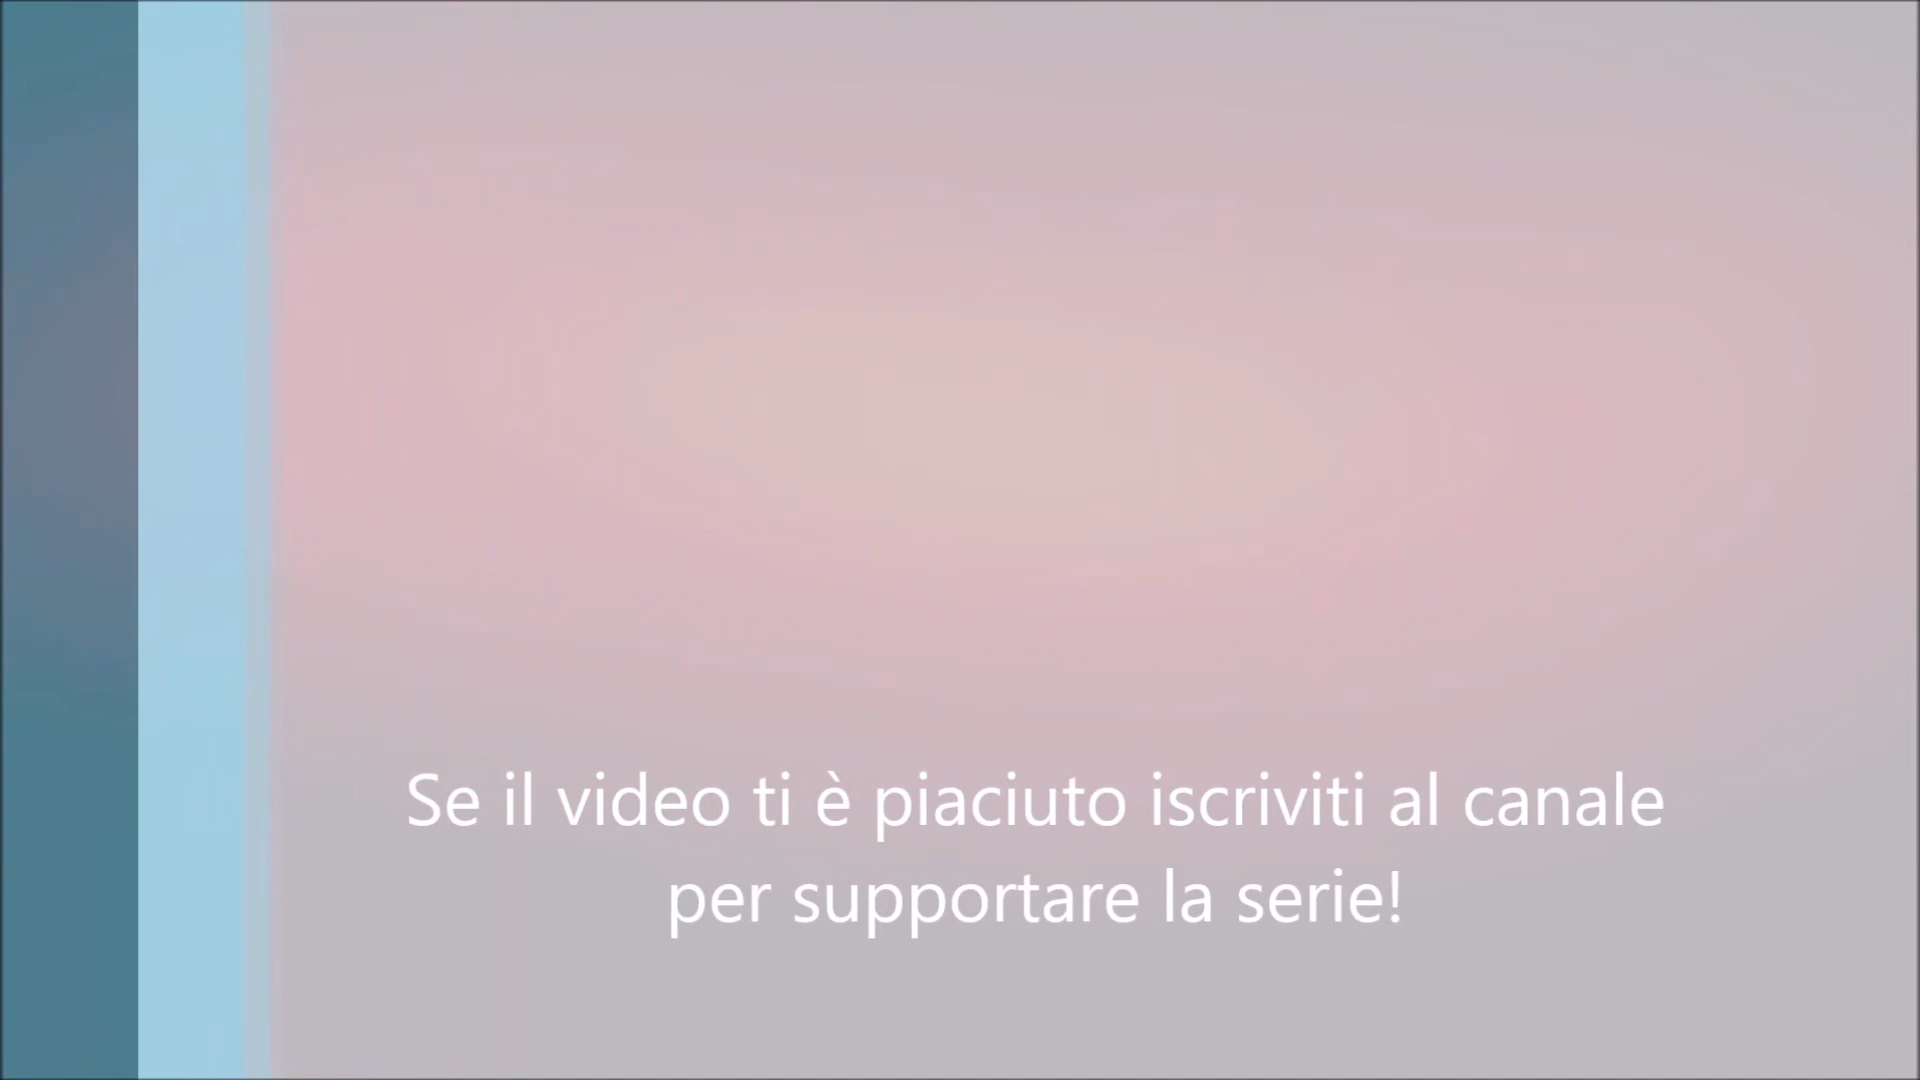 Se il video ti è piaciuto iscriviti al canale
per supportare la serie!